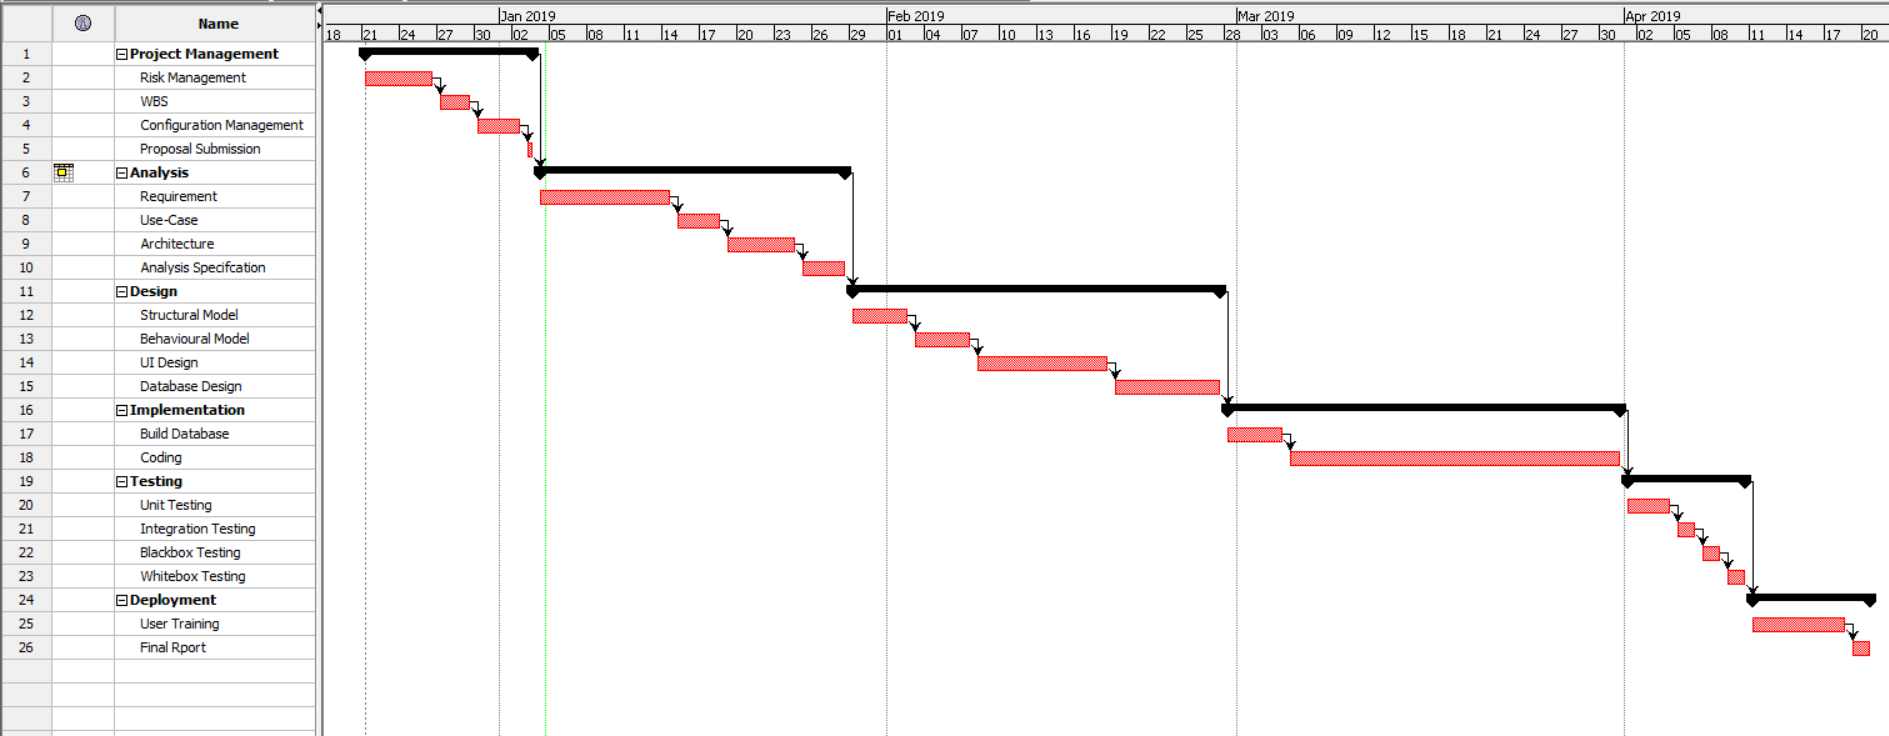 Jan 2019 Feb 2019 Mar 2019 Apr 2019
Name
18 21 24 27 30 02 05 08 11 14 17 20 23 26 29 01 04 07 10 13 16 19 22 25 28 03 06 09 12 15 18 21 24 27 30 02 05 08 11 14 17 20
1 Project Management
2 Risk Management
3 WBS
4 Configuration Management
5 Proposal Submission
6 Analysis
7 Requirement
8 Use-Case
9 Architecture
10 Analysis Specifcation
11 Design
12 Structural Model
13 Behavioural Model
14 UI Design
15 Database Design
16 Implementation
17 Build Database
18 Coding
19 Testing
20 Unit Testing
21 Integration Testing
22 Blackbox Testing
23 Whitebox Testing
24 Deployment
25 User Training
26 Final Rport